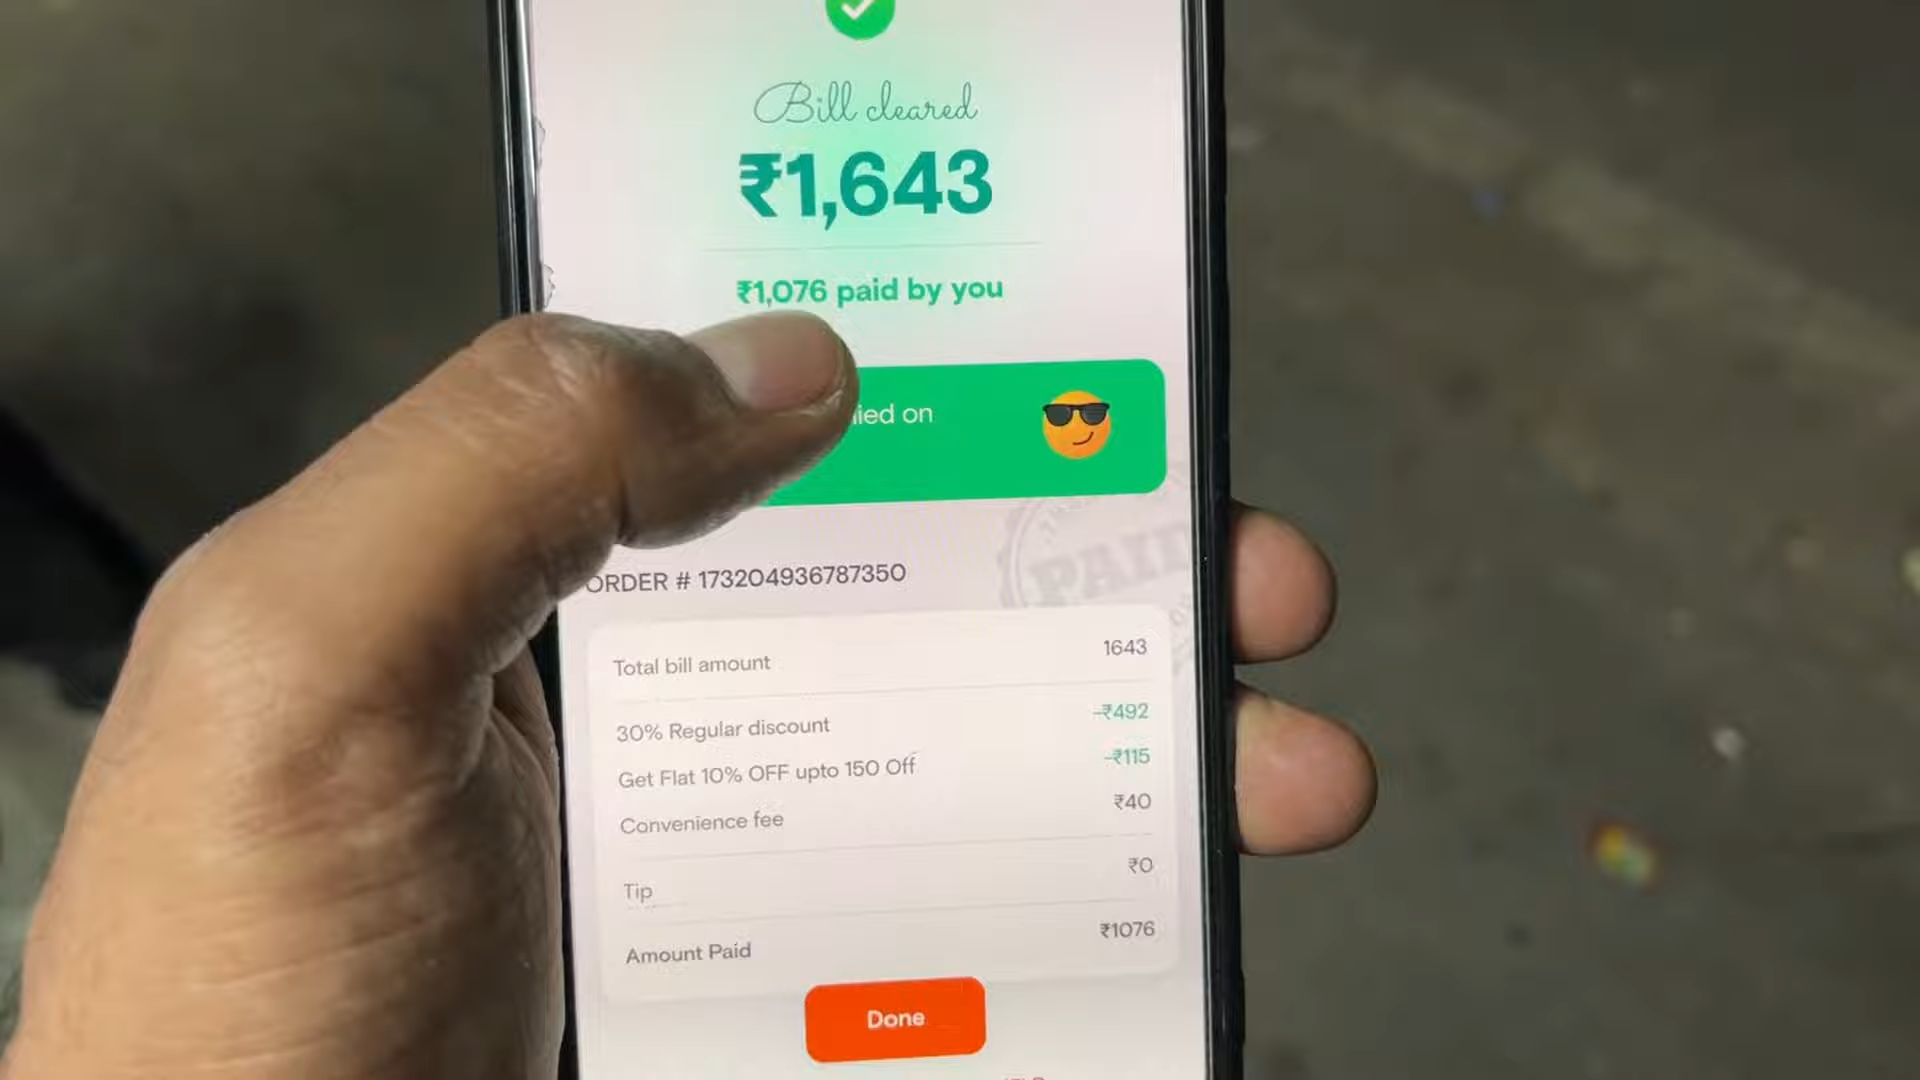 Bill cleared
₹1,643
₹1,076 paid by you
on
PAID
ORDER # 173204936787350
Total bill amount 1643
30% Regular discount -₹492
Get Flat 10% OFF upto 150 Off -₹115
Convenience fee ₹40
Tip ₹0
Amount Paid ₹1076
Done